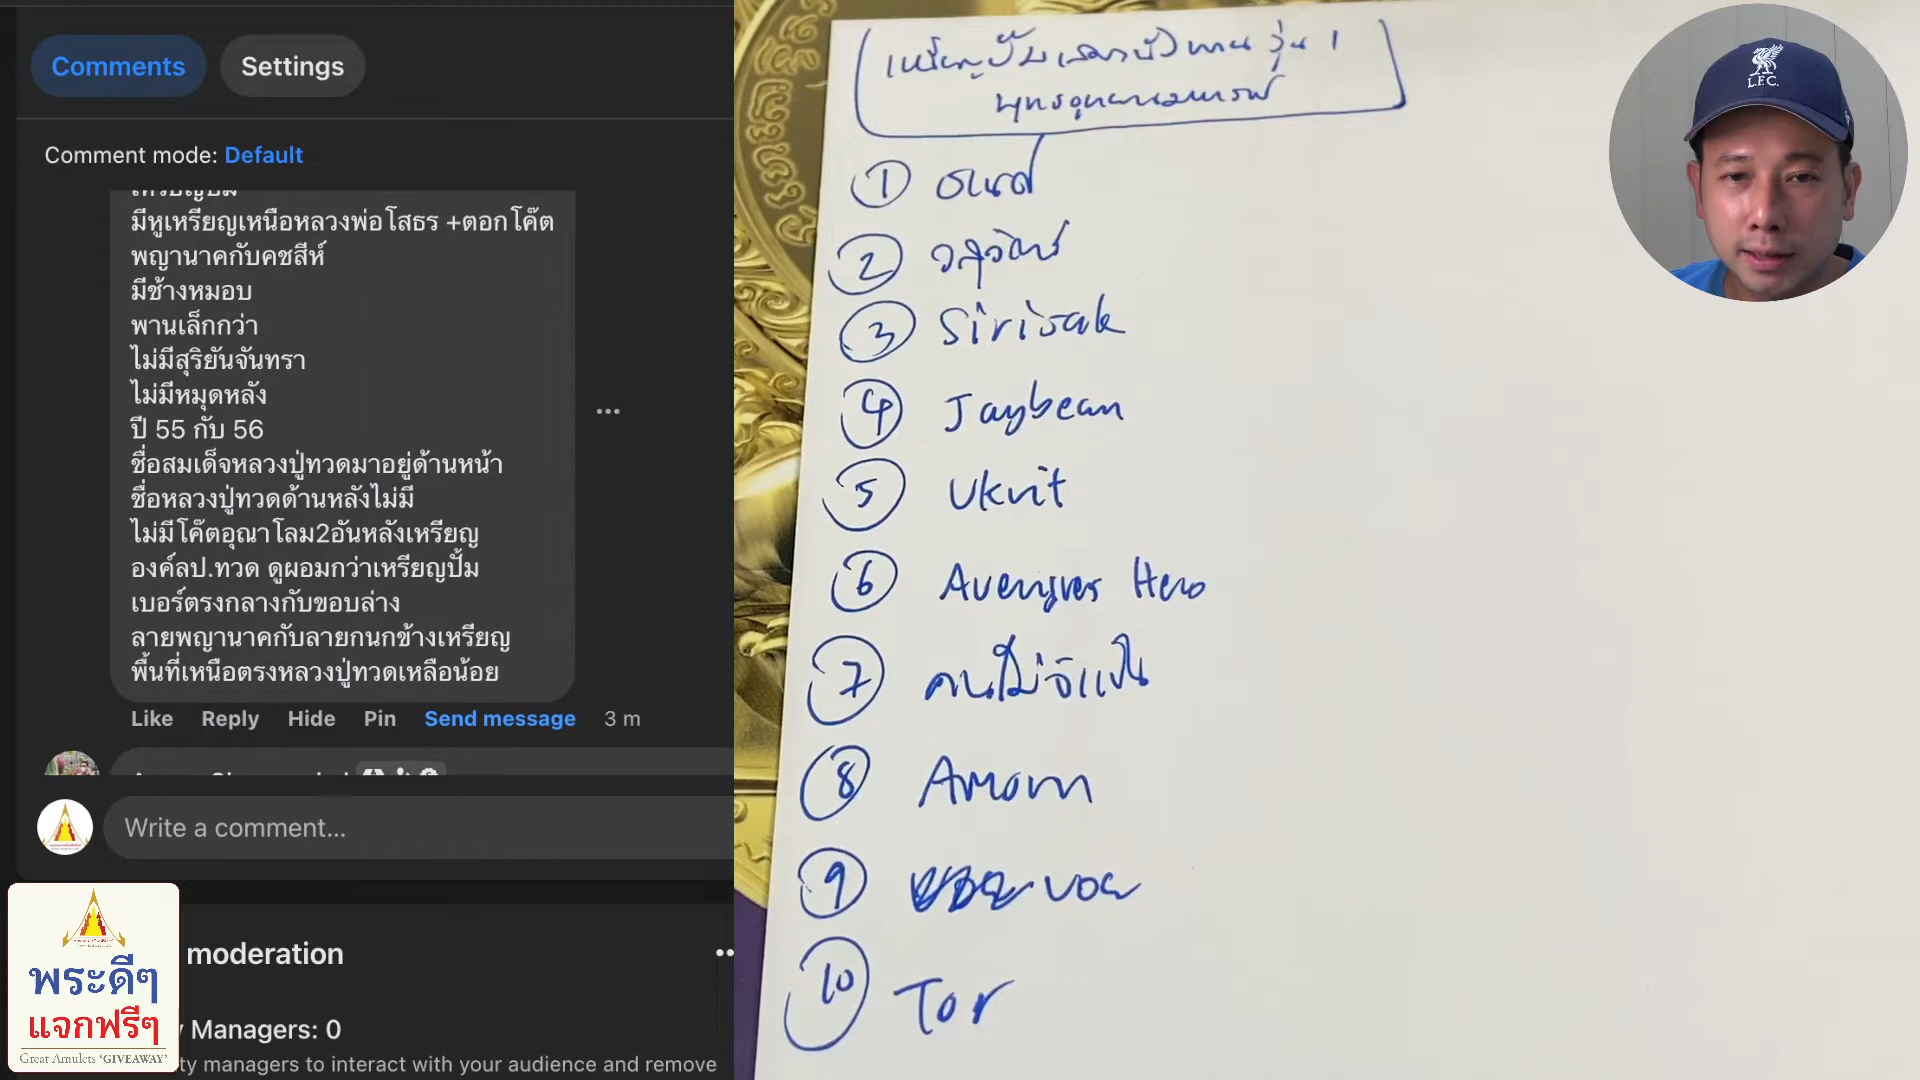 Comments Settings
Comment mode: Default
มีหูเหรียญเหนือหลวงพ่อโสธร +ตอกโค๊ต
พญานาคกับคชสีห์
มีช้างหมอบ
พานเล็กกว่า
ไม่มีสุริยันจันทรา
ไม่มีหมุดหลัง
ปี 55 กับ 56
ชื่อสมเด็จหลวงปู่ทวดมาอยู่ด้านหน้า
ชื่อหลวงปู่ทวดด้านหลังไม่มี
ไม่มีโค๊ตอุณาโลม2อันหลังเหรียญ
องค์ลป.ทวด ดูผอมกว่าเหรียญปั้ม
เบอร์ตรงกลางกับขอบล่าง
ลายพญานาคกับลายกนกข้างเหรียญ
พื้นที่เหนือตรงหลวงปู่ทวดเหลือน้อย
Like Reply Hide Pin Send message 3 m
Write a comment...
moderation
Managers: 0
managers to interact with your audience and remove
พระดีๆ
แจกฟรีๆ
Great Amulets 'GIVEAWAY'
L.F.C.
รุ่น 1
1 ธเนศ
2
3 Sirisak
4 Jaybean
5 Ukrit
6 Avengres Hero
7
8 Amorn
9 บอย
10 Tor